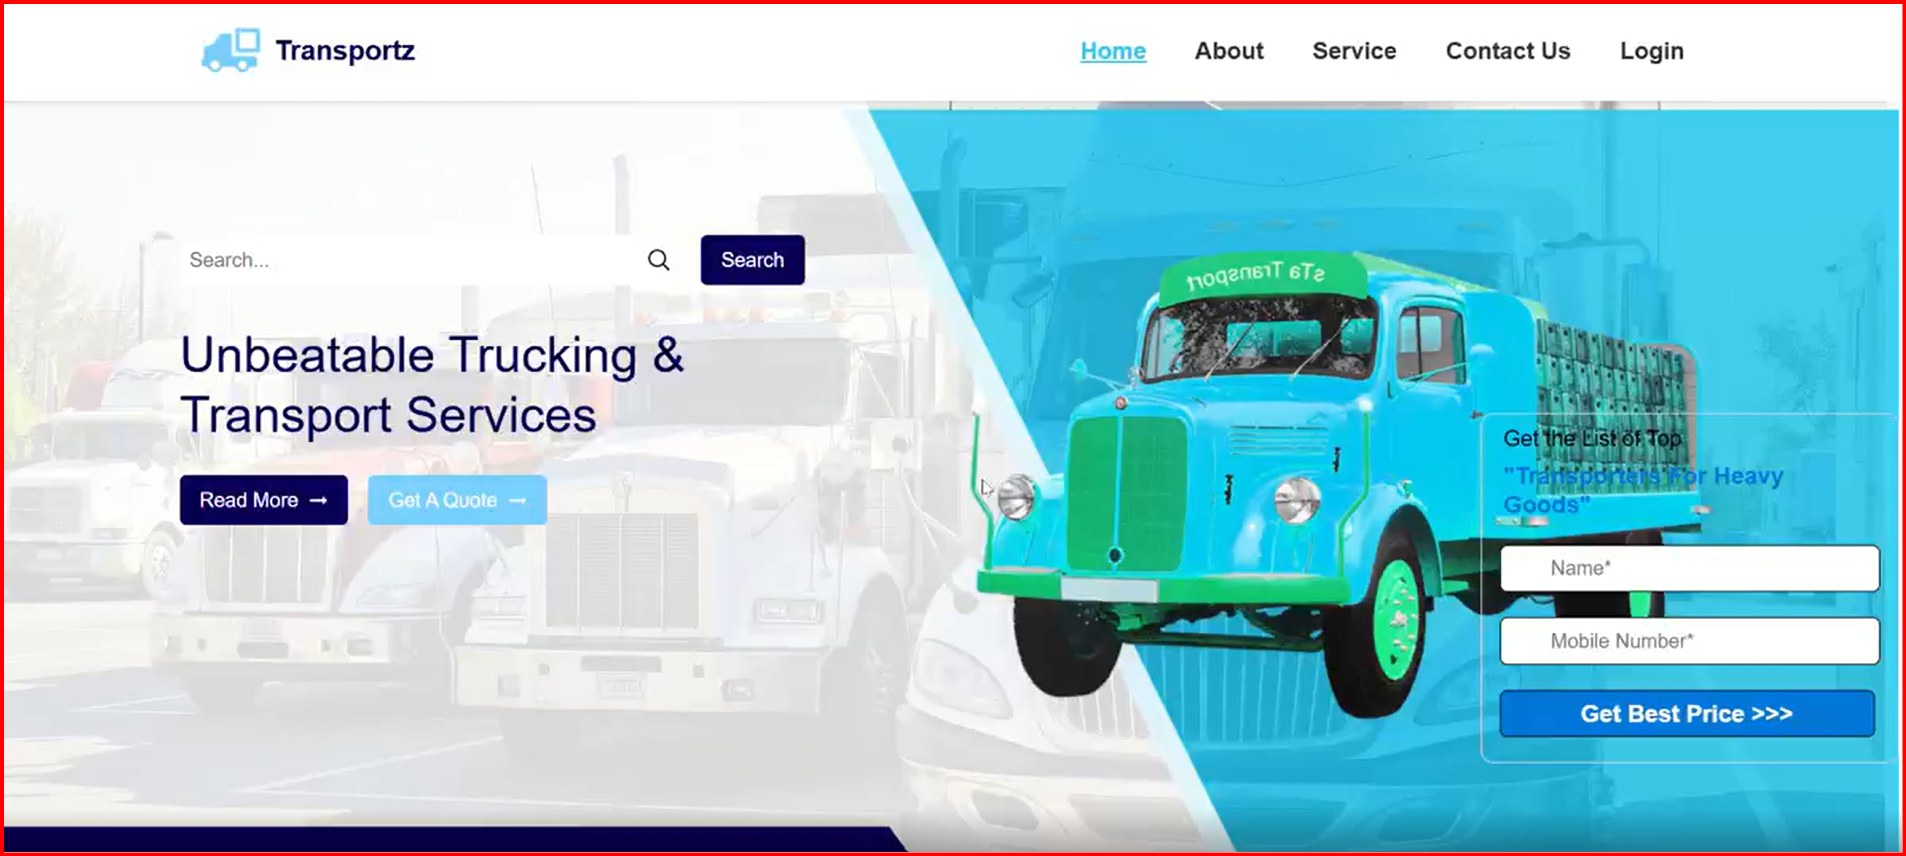 Transportz
Home About Service Contact Us Login
Search...
Search
Unbeatable Trucking &
Transport Services
Read More →
Get A Quote →
sTa Transport
Get the List of Top
"Transporters For Heavy
Goods"
Name*
Mobile Number*
Get Best Price >>>